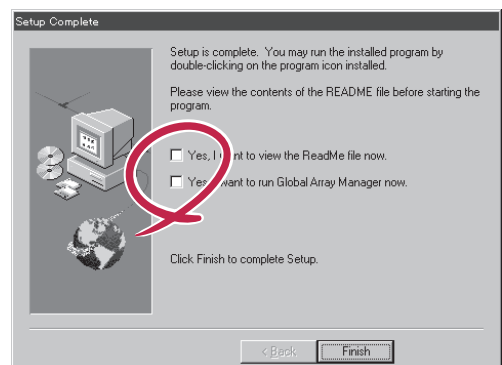 Setup Complete
Setup is complete. You may run the installed program by
double-clicking on the program icon installed.
Please view the contents of the README file before starting the
program.
Yes, I want to view the ReadMe file now.
Yes, I want to run Global Array Manager now.
Click Finish to complete Setup.
< Back
Finish